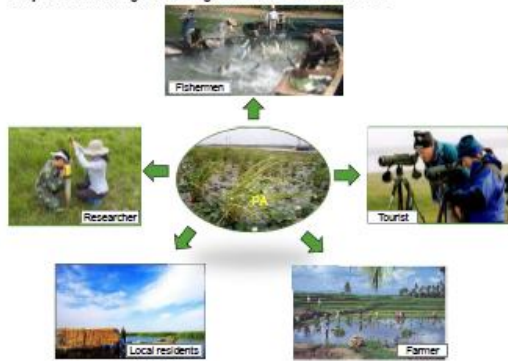 Fishermen
Researcher
PA
Tourist
Local residents
Farmer